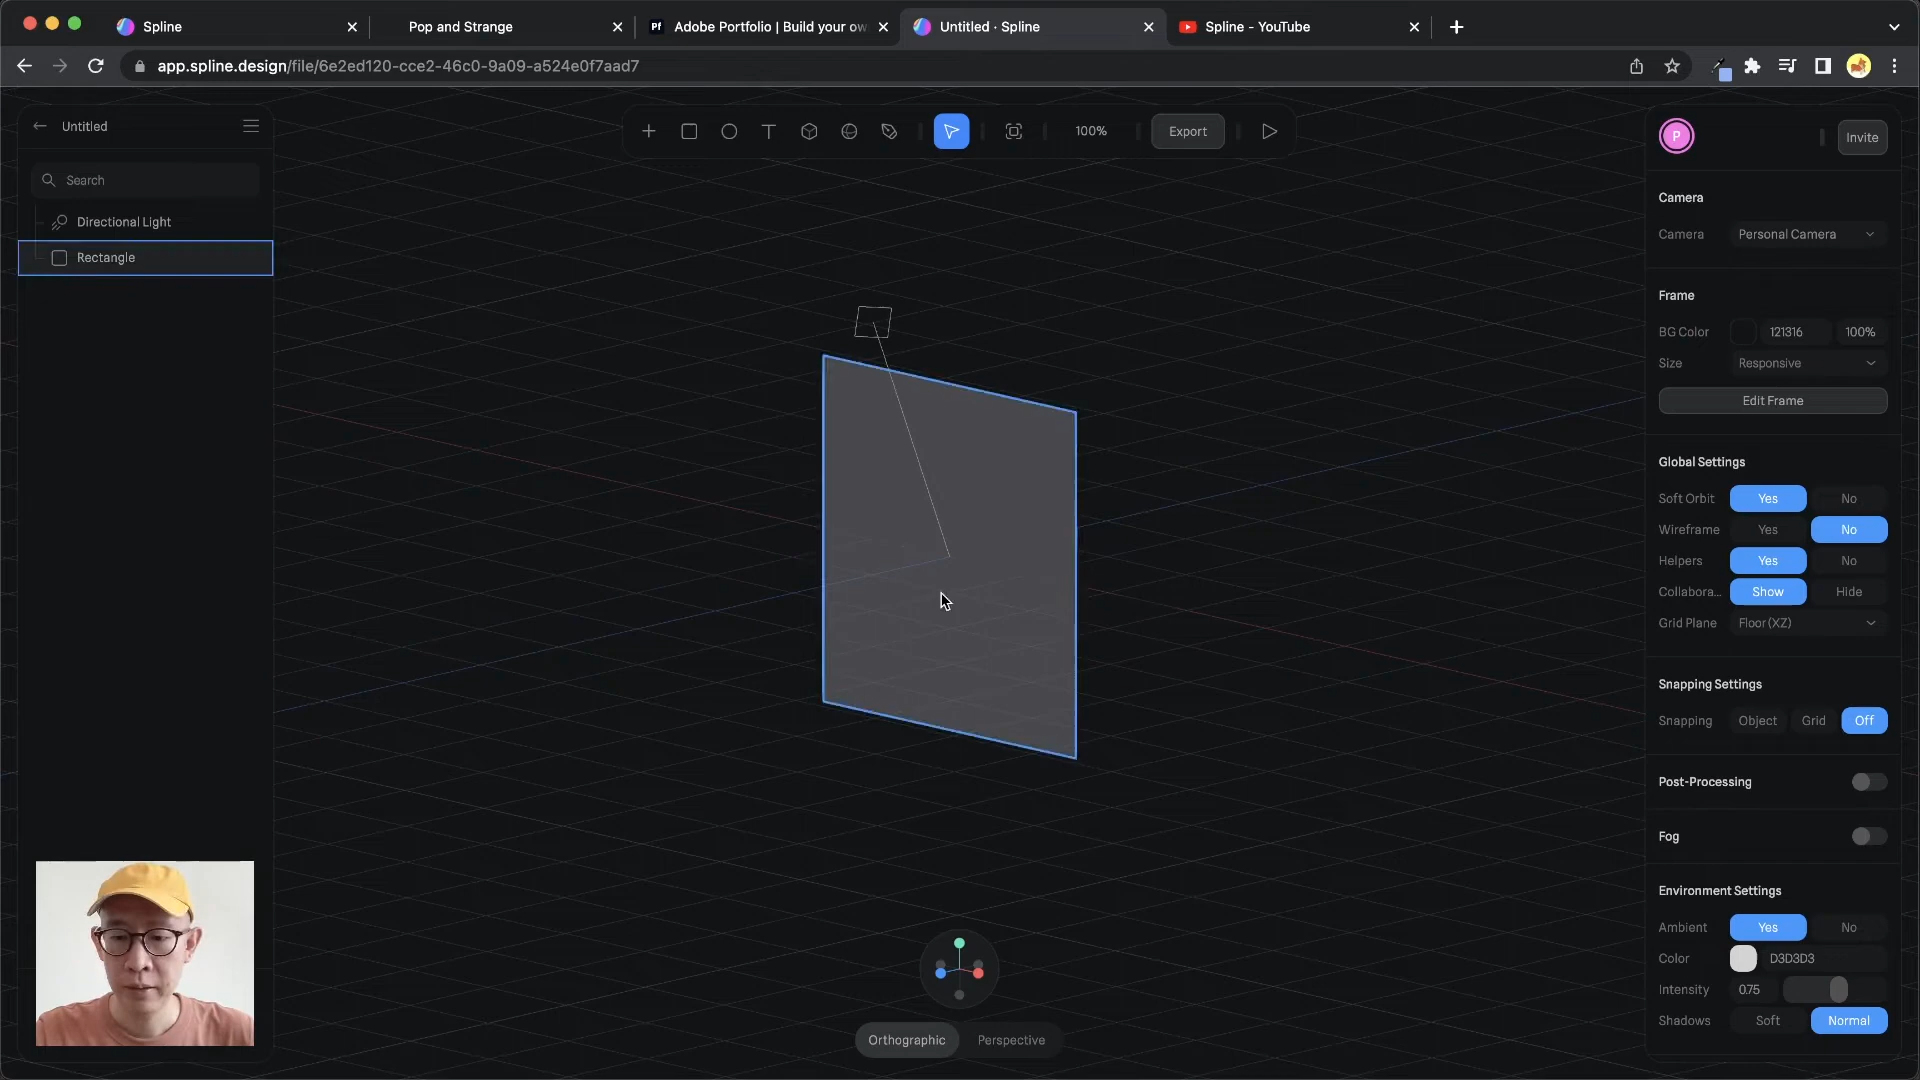 Spline
Pop and Strange
Pf Adobe Portfolio | Build your ow
Untitled · Spline
Spline - YouTube
app.spline.design/file/6e2ed120-cce2-46c0-9a09-a524e0f7aad7
Untitled
Search
Directional Light
Rectangle
T
100%
Export
P
Invite
Camera
Camera Personal Camera
Frame
BG Color 121316 100%
Size Responsive
Edit Frame
Global Settings
Soft Orbit Yes No
Wireframe Yes No
Helpers Yes No
Collabora... Show Hide
Grid Plane Floor (XZ)
Snapping Settings
Snapping Object Grid Off
Post-Processing
Fog
Environment Settings
Ambient Yes No
Color D3D3D3
Intensity 0.75
Shadows Soft Normal
Orthographic Perspective